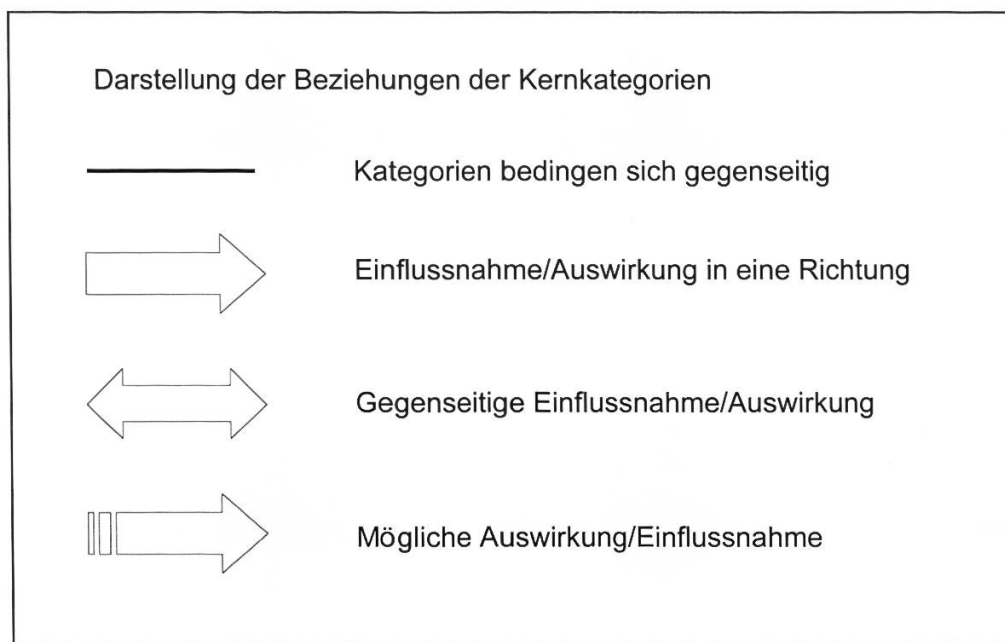 Darstellung der Beziehungen der Kernkategorien
Kategorien bedingen sich gegenseitig
Einflussnahme/Auswirkung in eine Richtung
Gegenseitige Einflussnahme/Auswirkung
Mögliche Auswirkung/Einflussnahme